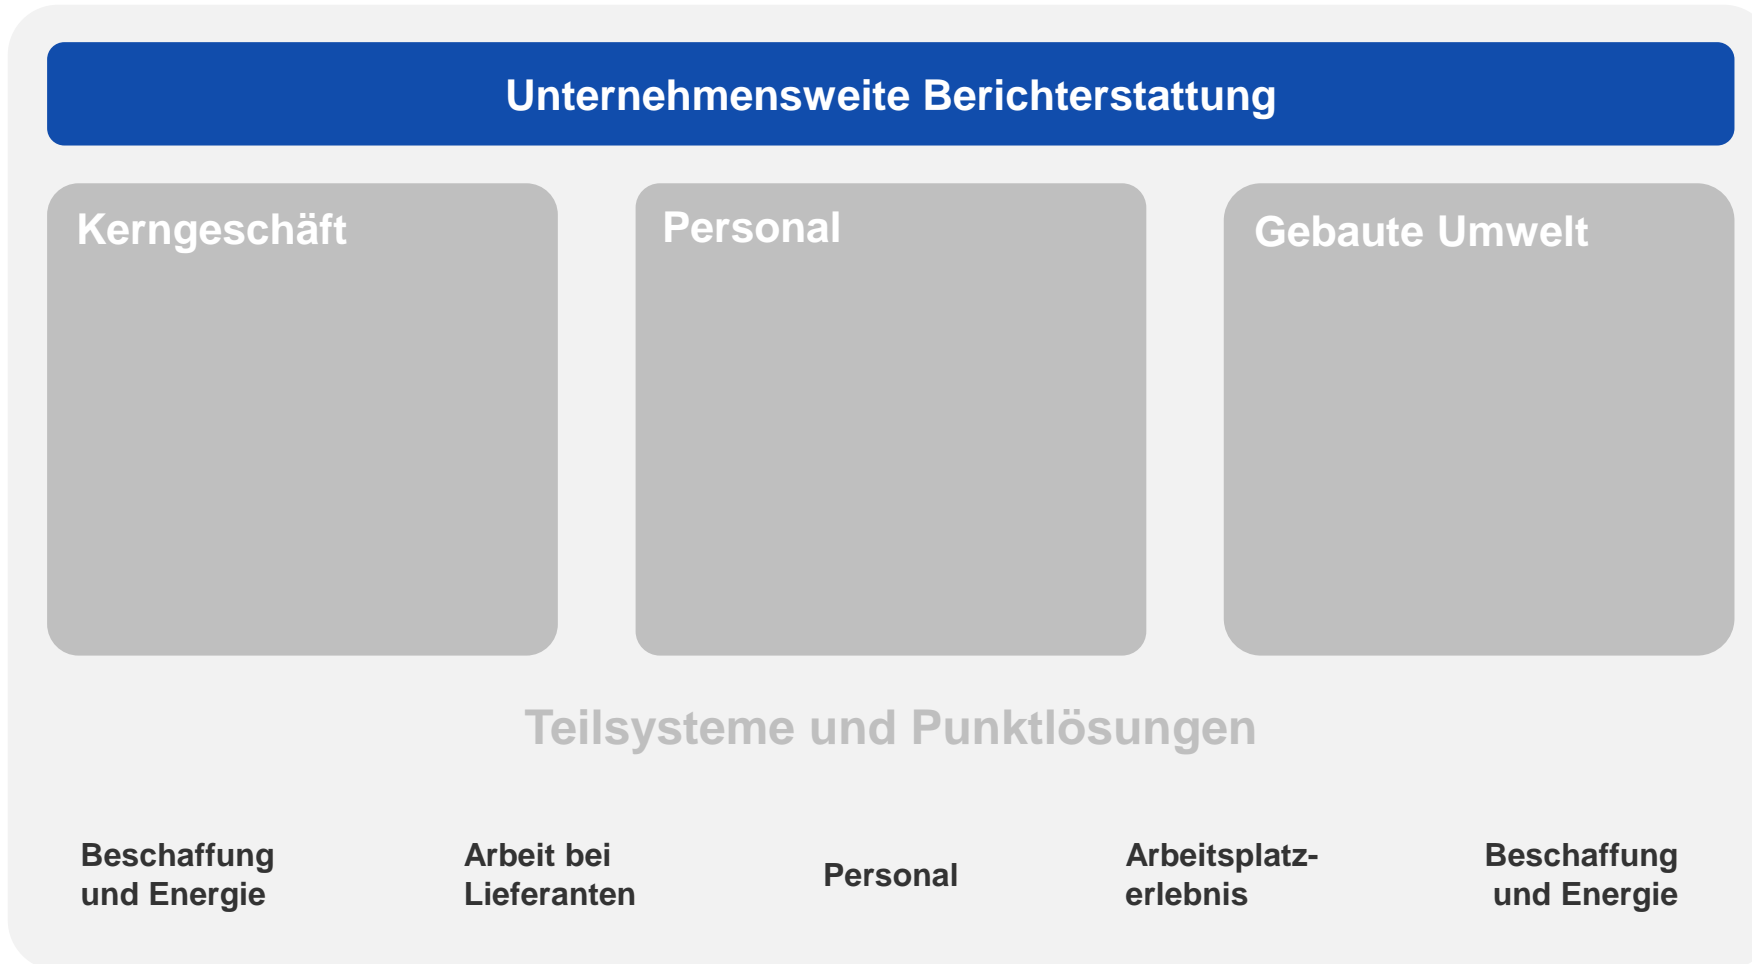 Unternehmensweite Berichterstattung
Kerngeschäft
Personal
Gebaute Umwelt
Teilsysteme und Punktlösungen
Beschaffung
und Energie
Arbeit bei
Lieferanten
Personal
Arbeitsplatz-
erlebnis
Beschaffung
und Energie